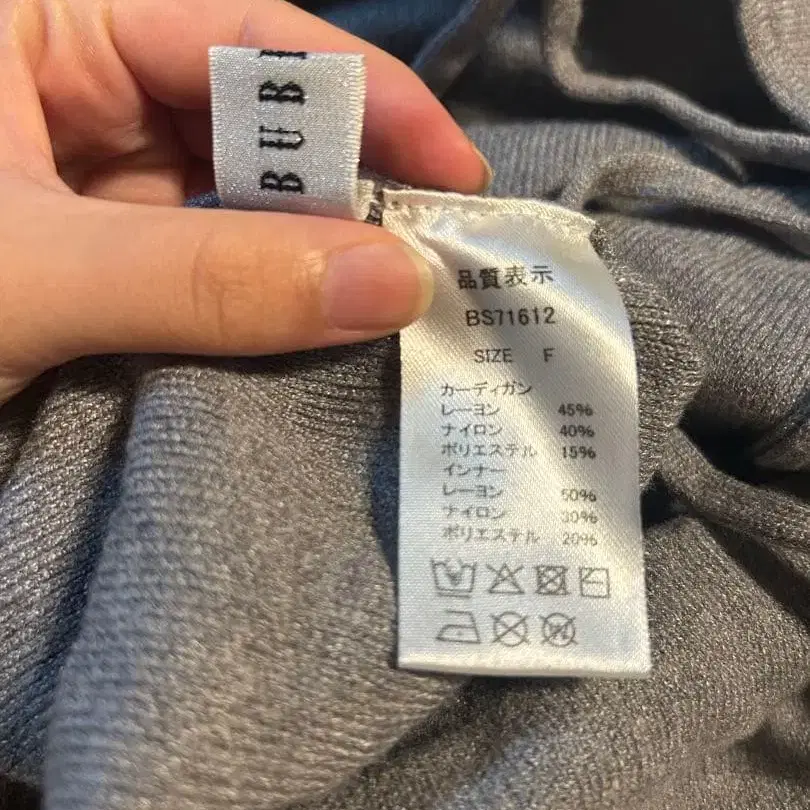 BUB
品質表示
BS71612
SIZE F
カーディガン
レーヨン 45%
ナイロン 40%
ポリエステル 15%
インナー
レーヨン 50%
ナイロン 30%
ポリエステル 20%